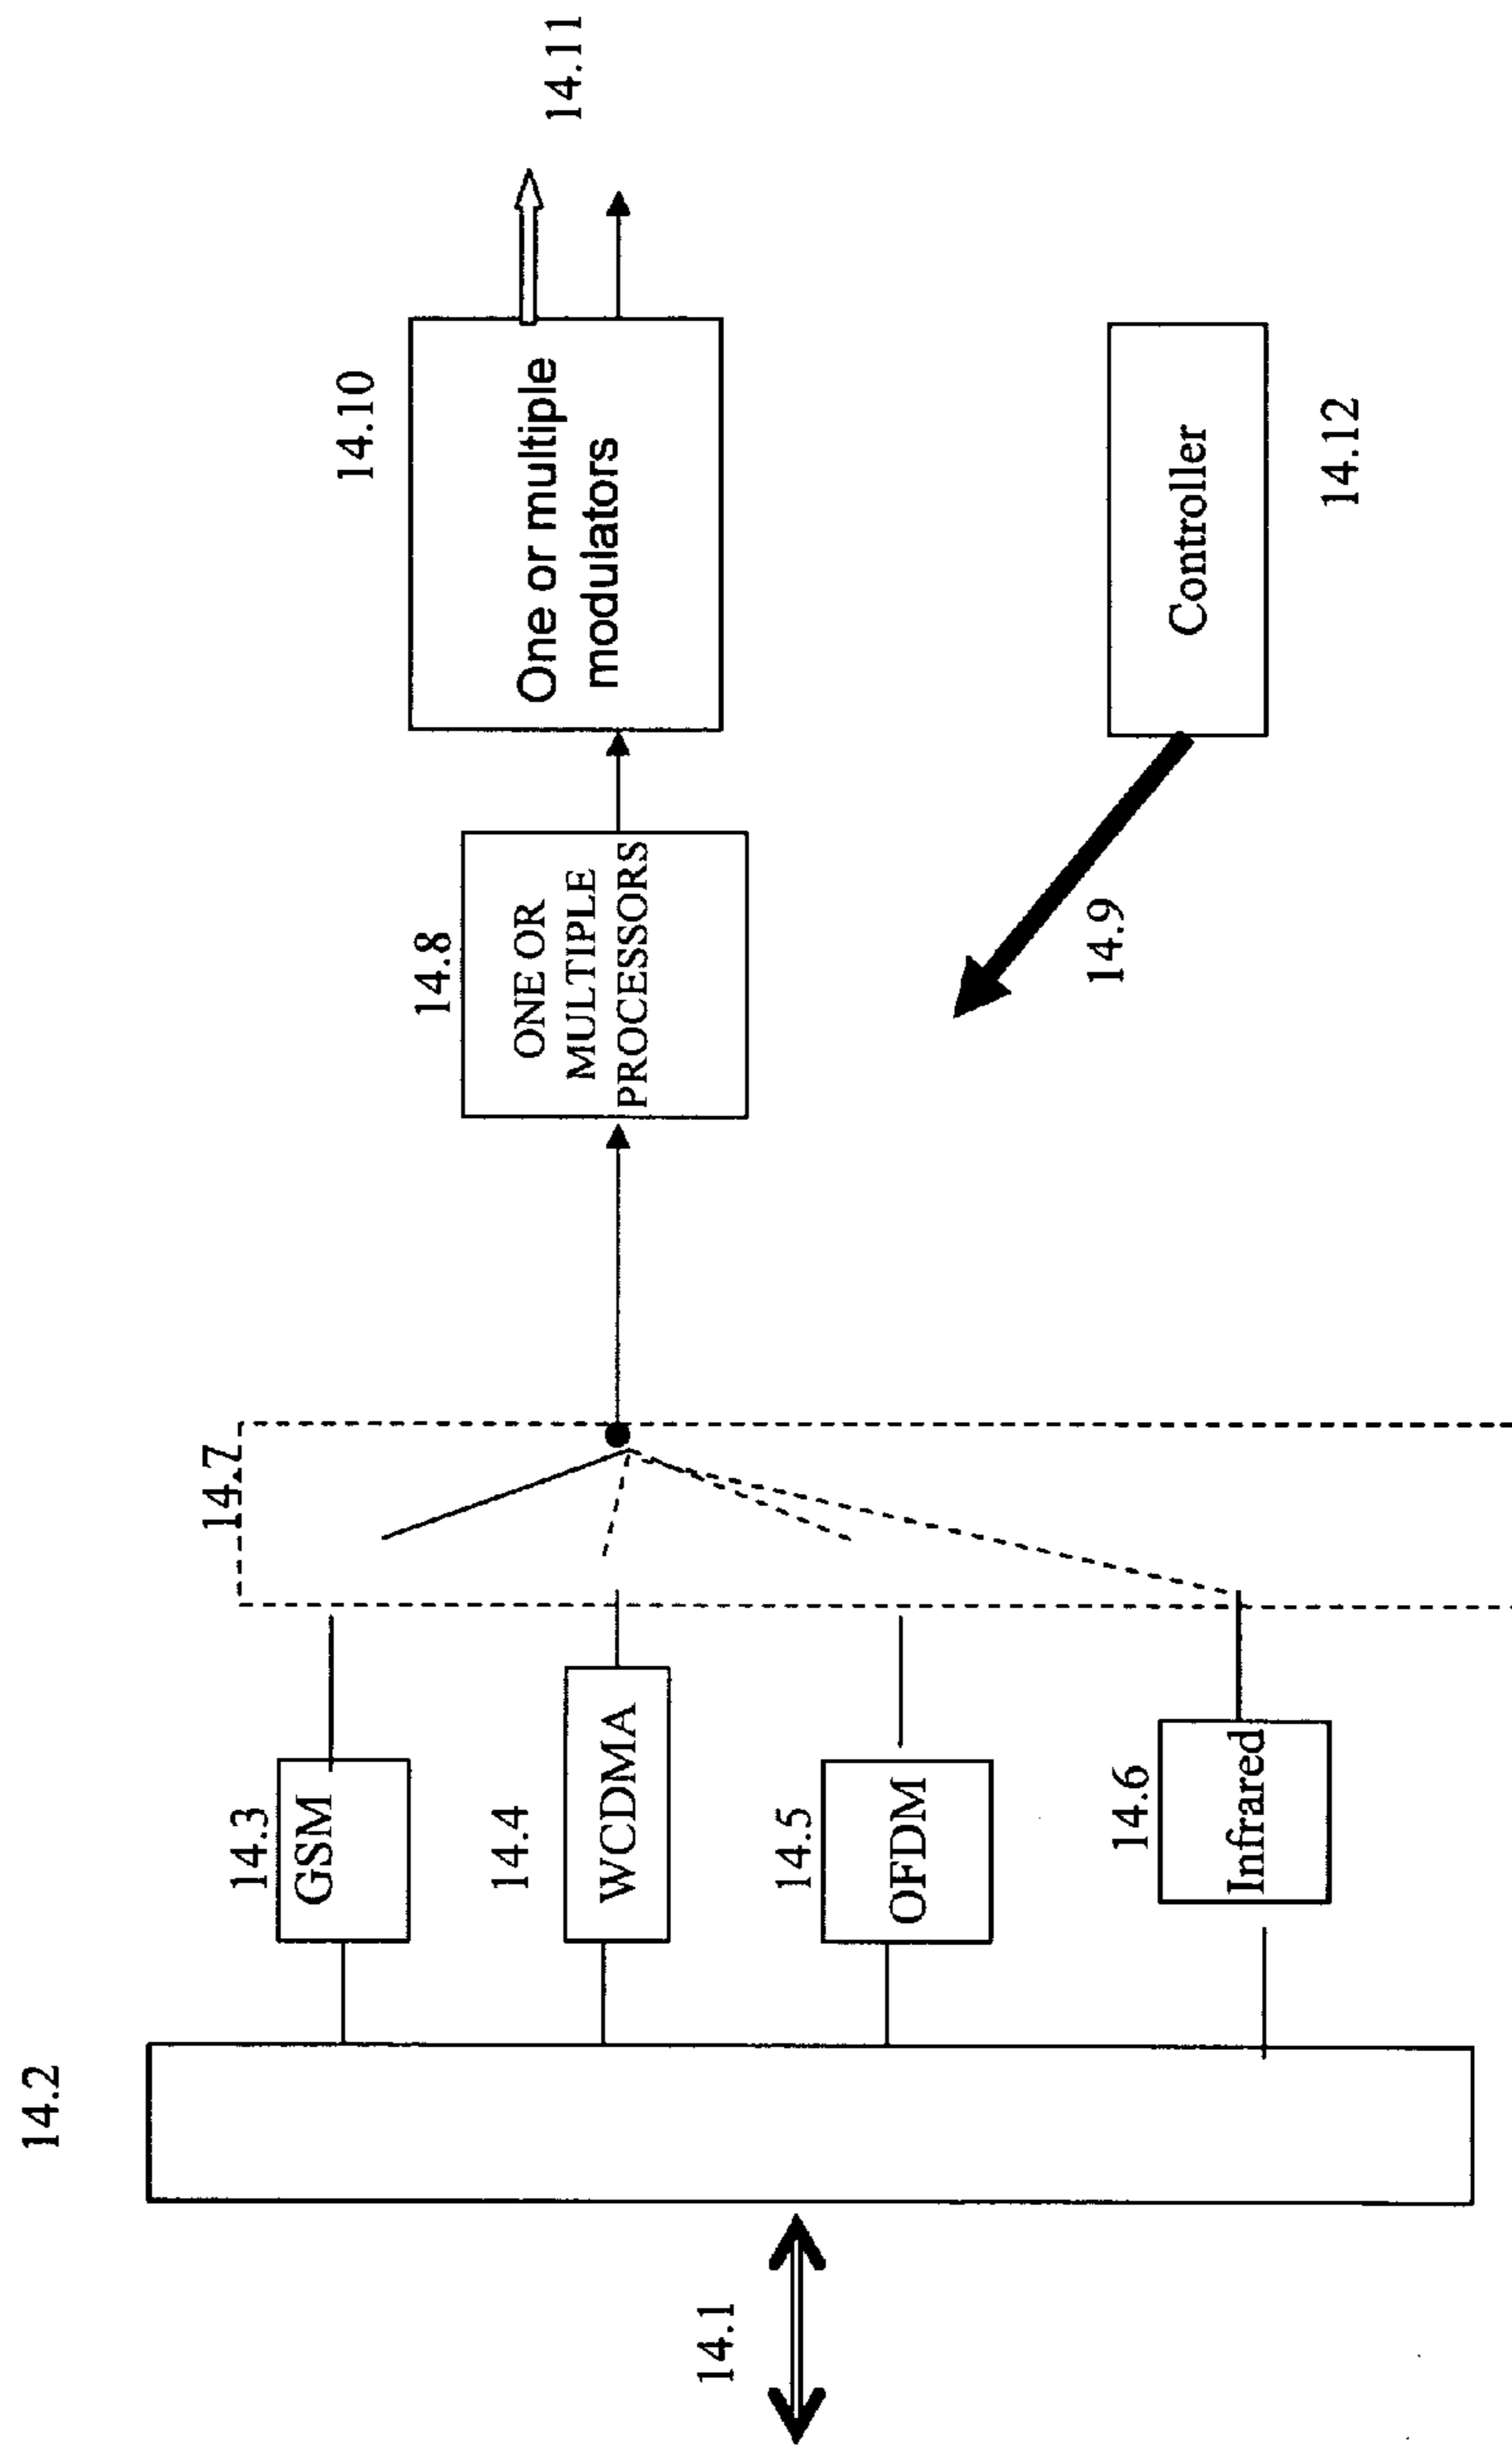 14.1
14.2
14.3
GSM
14.4
WCDMA
14.5
OFDM
14.6
Infrared
14.7
14.8
ONE OR
MULTIPLE
PROCESSORS
14.9
14.10
One or multiple
modulators
14.11
Controller
14.12